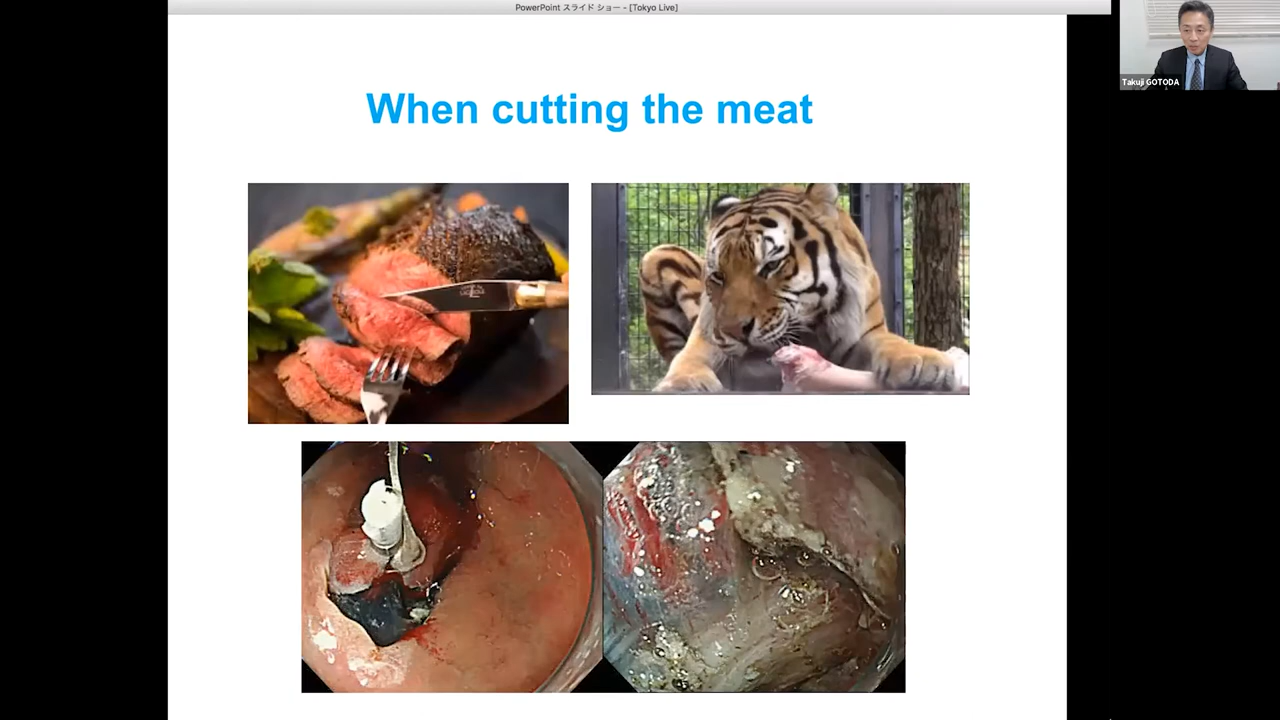 PowerPoint スライド ショー - [Tokyo Live]
Takuji GOTODA
When cutting the meat